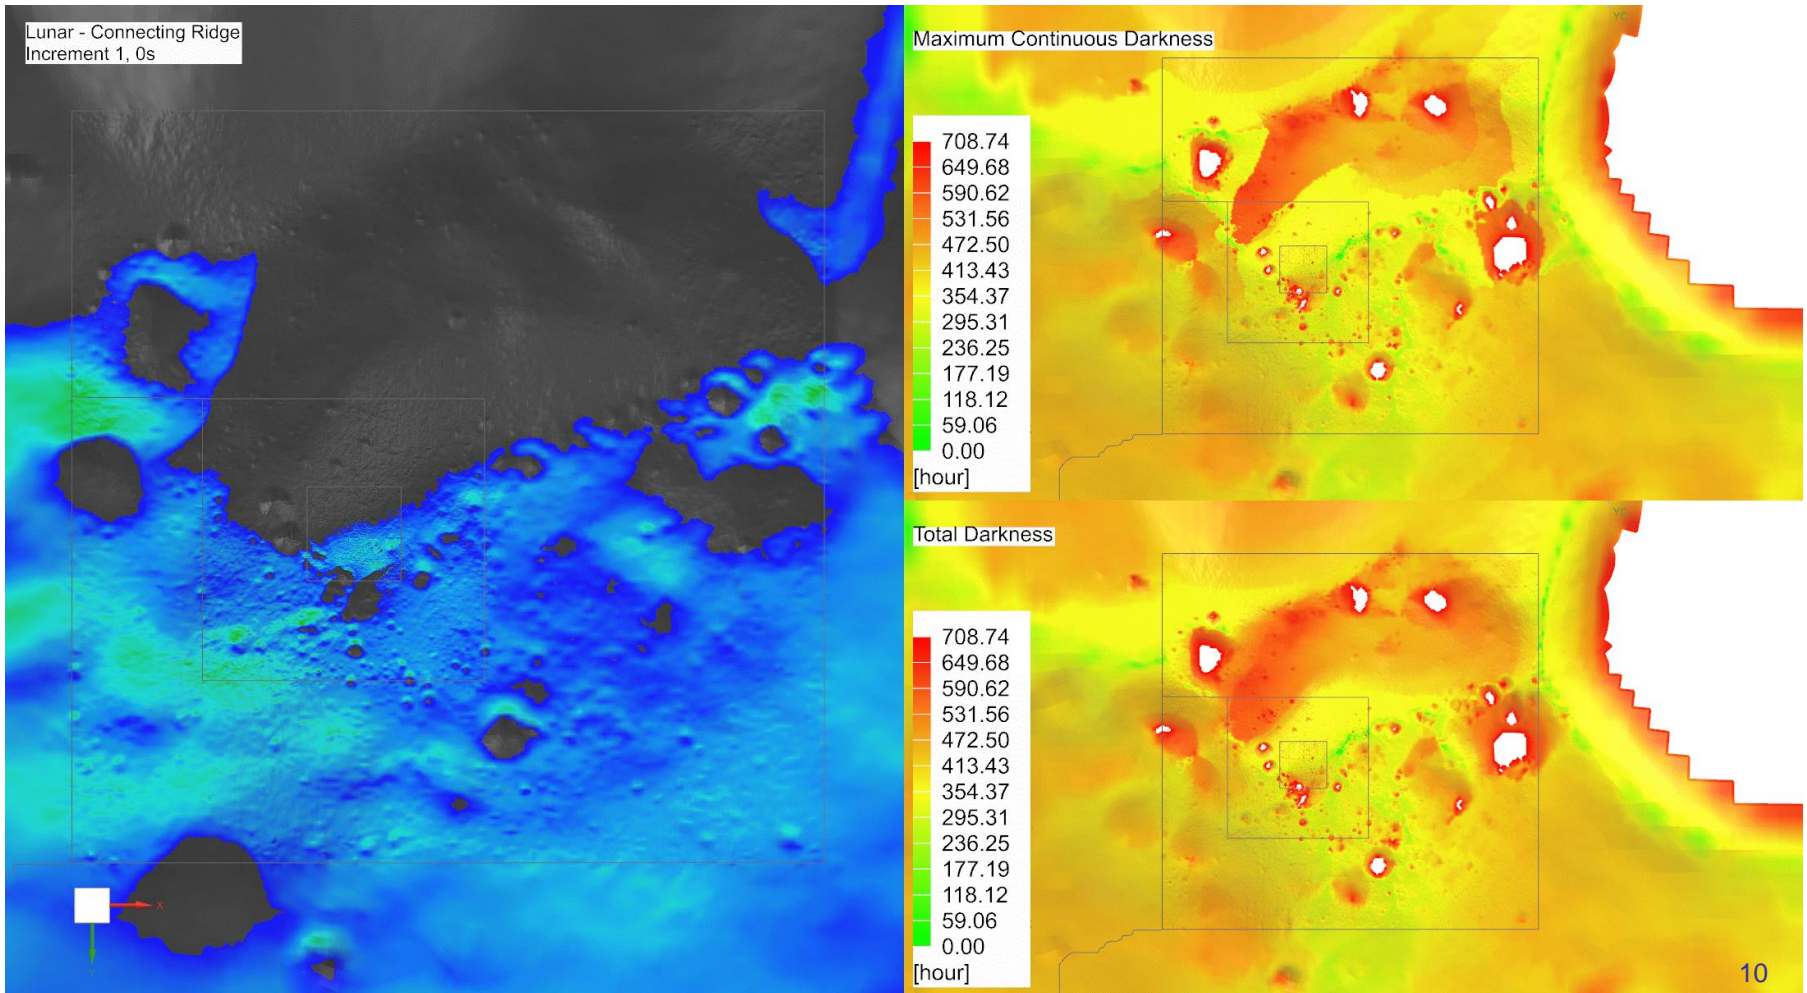 Lunar - Connecting Ridge
Increment 1, 0s
X
Y
Maximum Continuous Darkness
YC
708.74
649.68
590.62
531.56
472.50
413.43
354.37
295.31
236.25
177.19
118.12
59.06
0.00
[hour]
Total Darkness
YC
708.74
649.68
590.62
531.56
472.50
413.43
354.37
295.31
236.25
177.19
118.12
59.06
0.00
[hour]
10